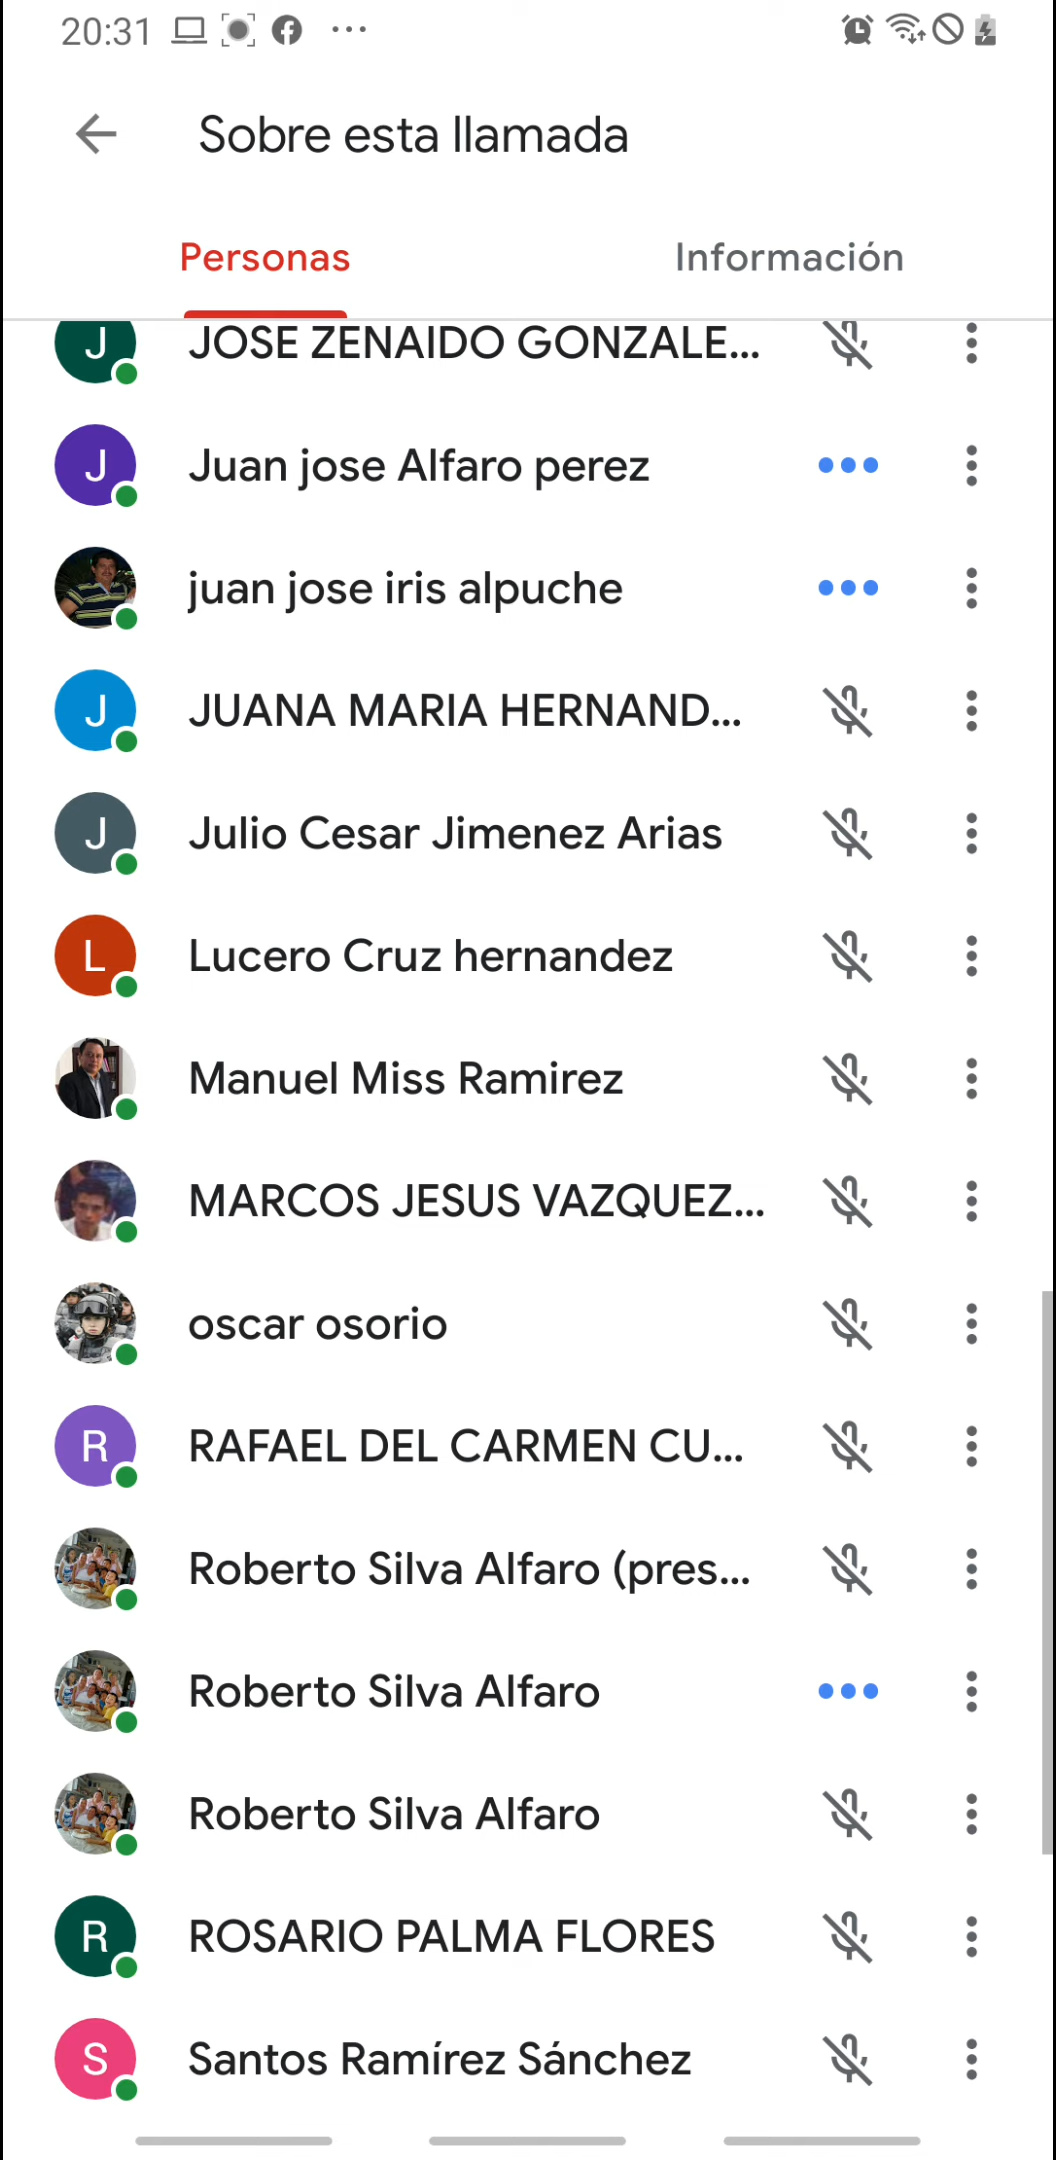 20:31
Sobre esta llamada
Personas Información
J JOSE ZENAIDO GONZALE...
J Juan jose Alfaro perez
juan jose iris alpuche
J JUANA MARIA HERNAND...
J Julio Cesar Jimenez Arias
L Lucero Cruz hernandez
Manuel Miss Ramirez
MARCOS JESUS VAZQUEZ...
oscar osorio
R RAFAEL DEL CARMEN CU...
Roberto Silva Alfaro (pres...
Roberto Silva Alfaro
Roberto Silva Alfaro
R ROSARIO PALMA FLORES
S Santos Ramírez Sánchez